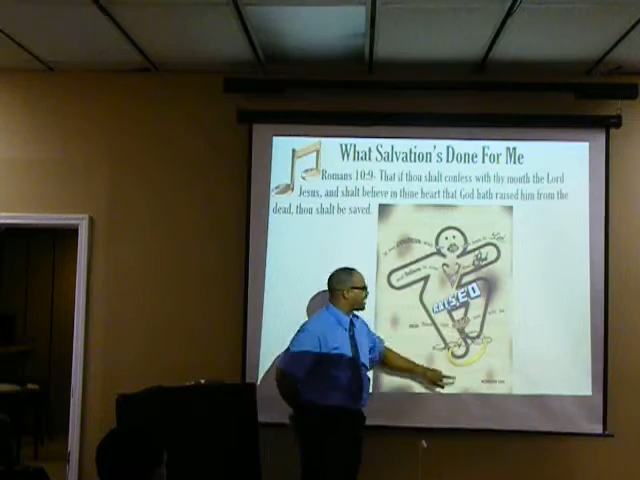 What Salvation's Done For Me
Romans 10:9- That if thou shalt confess with thy mouth the Lord
Jesus, and shalt believe in thine heart that God hath raised him from the
dead, thou shalt be saved.
RAISED